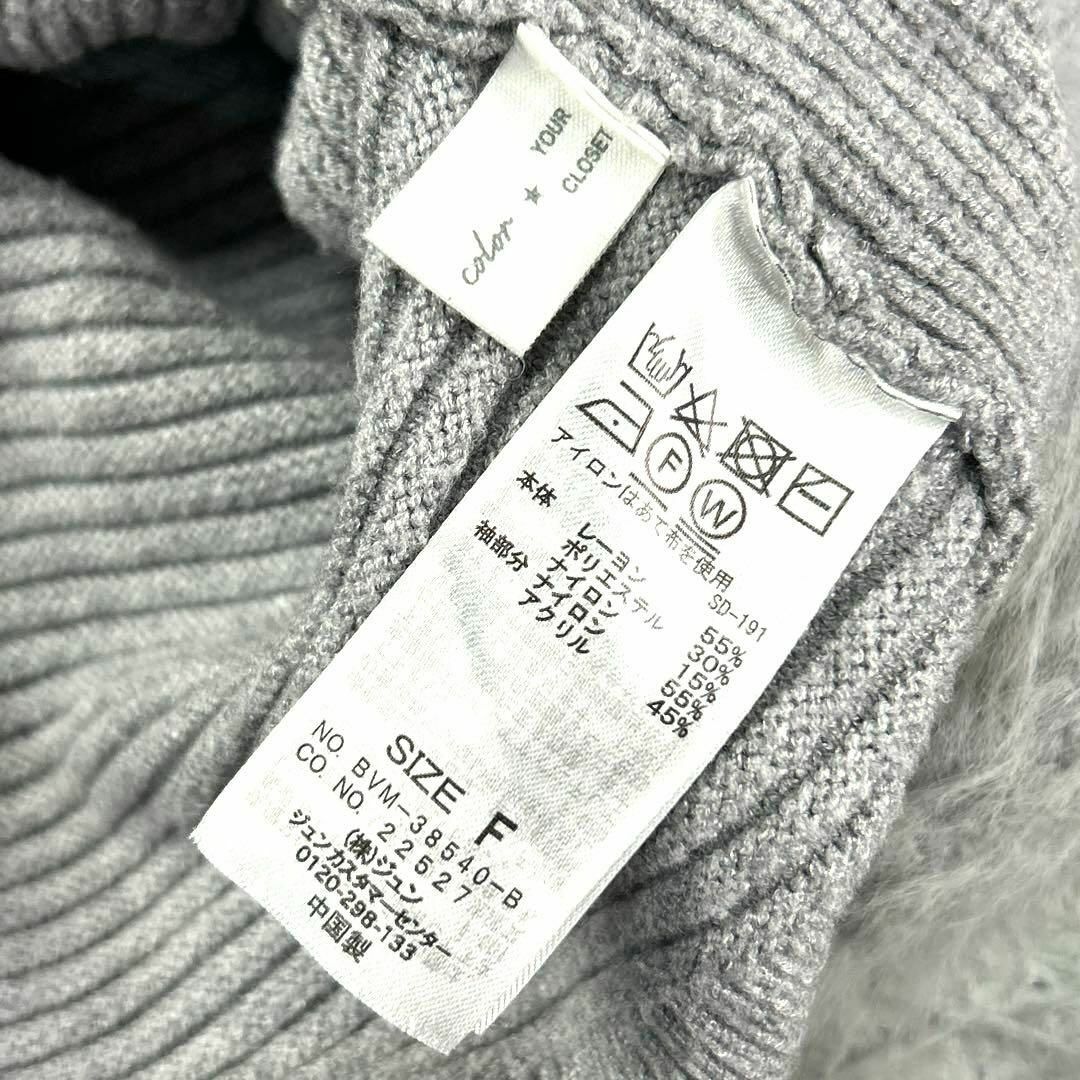 color ★ YOUR
CLOSET
F W
アイロンはあて布を使用
SD-191
本体 レーヨン 55%
ポリエステル 30%
ナイロン 15%
袖部分 ナイロン 55%
アクリル 45%
SIZE F
NO. BVM-38540-B
CO. NO. 22527
(株)ジュン
ジュンカスタマーセンター
0120-298-133
中国製